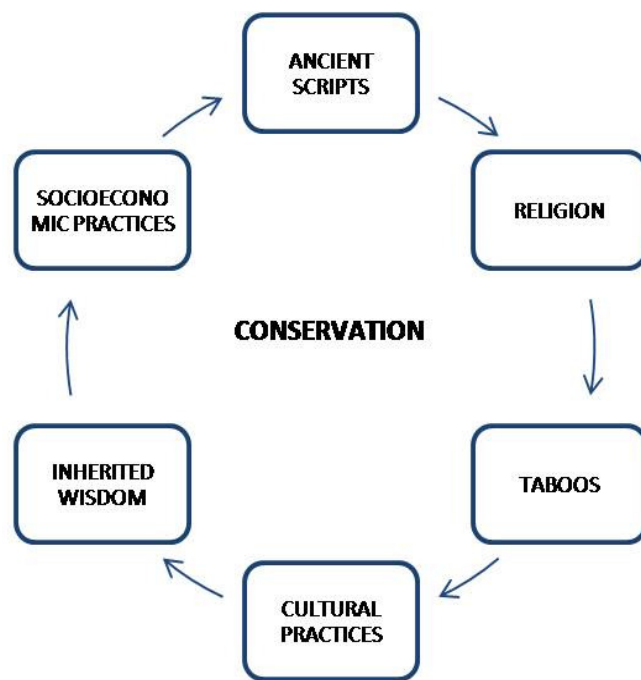 ANCIENT
SCRIPTS
RELIGION
TABOOS
CULTURAL
PRACTICES
INHERITED
WISDOM
SOCIOECONO
MIC PRACTICES
CONSERVATION